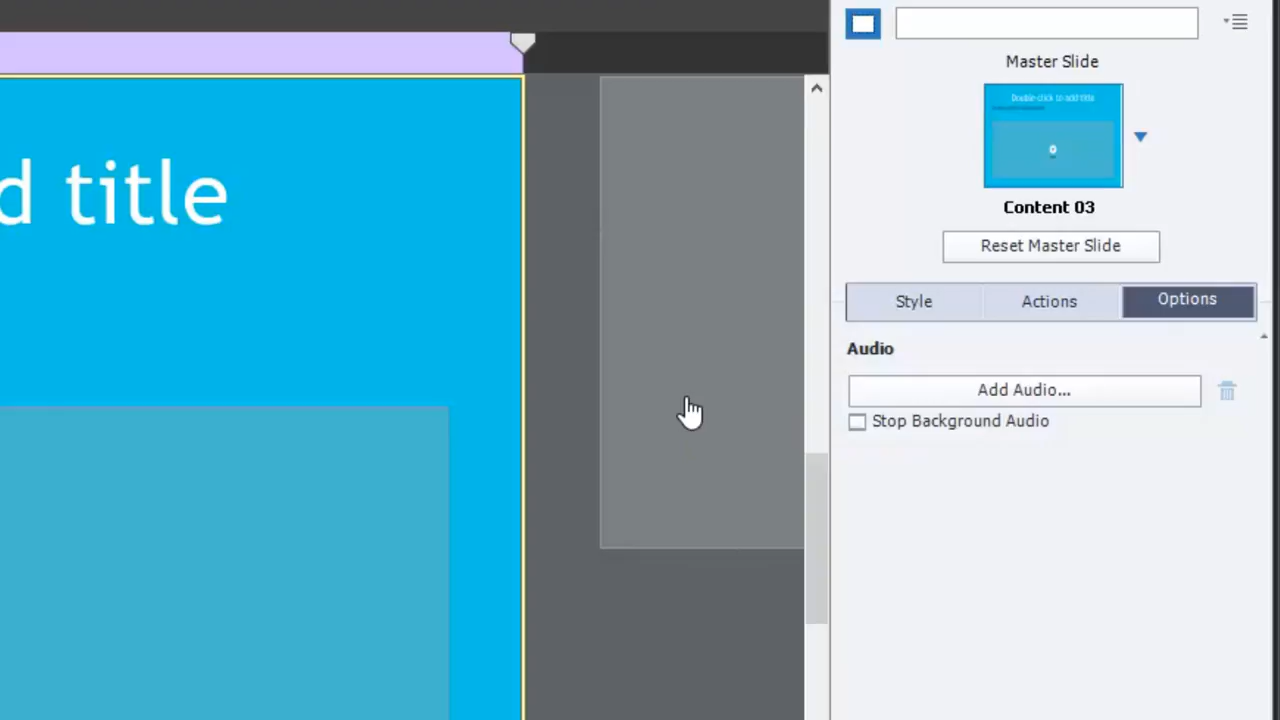 Master Slide
Double click to add title
Content 03
Reset Master Slide
d title
Style Actions Options
Audio
Add Audio...
Stop Background Audio